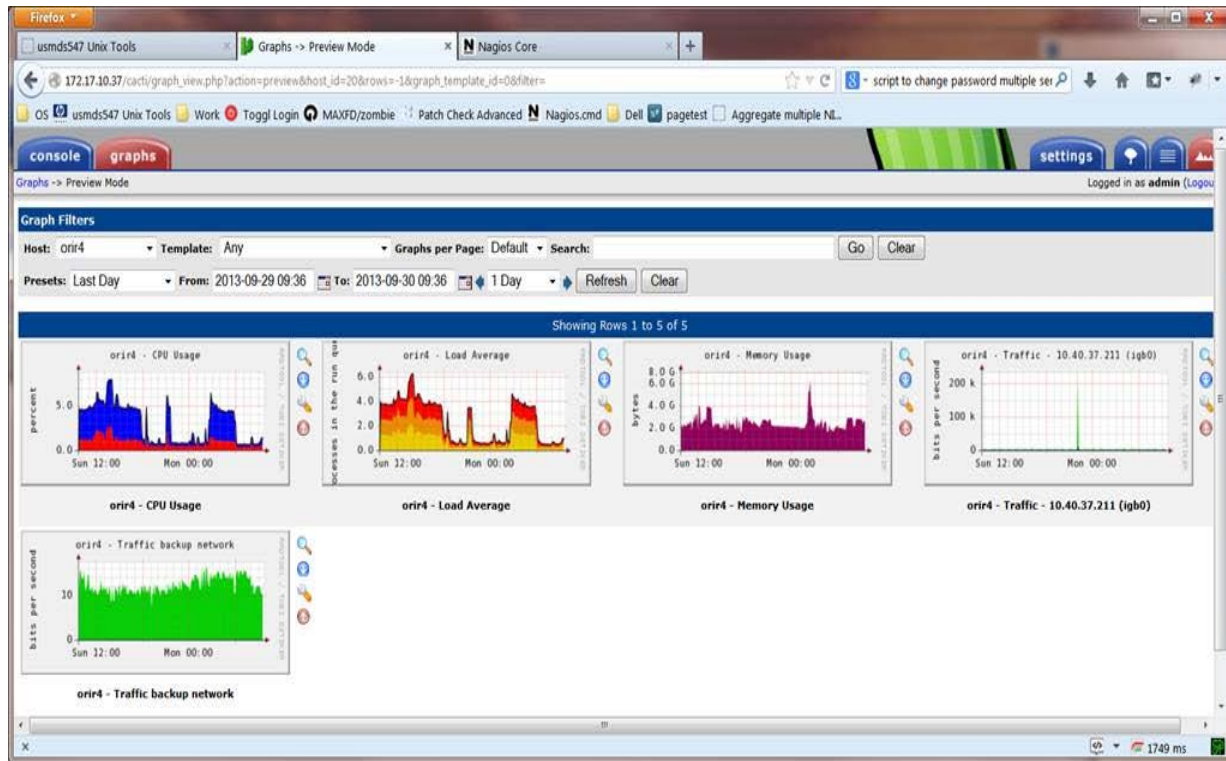 Firefox
usmds547 Unix Tools
Graphs -> Preview Mode
Nagios Core
172.17.10.37/cacti/graph_view.php?action=preview&host_id=20&rows=-1&graph_template_id=0&filter=
script to change password multiple ser
OS usmds547 Unix Tools Work Toggl Login MAXFD/zombie Patch Check Advanced Nagios.cmd Dell pagetest Aggregate multiple NI...
console graphs settings
Graphs -> Preview Mode
Logged in as admin (Logou
Graph Filters
Host: orir4 Template: Any Graphs per Page: Default Search: Go Clear
Presets: Last Day From: 2013-09-29 09:36 To: 2013-09-30 09:36 1 Day Refresh Clear
Showing Rows 1 to 5 of 5
orir4 - CPU Usage
percent
5.0
0.0
Sun 12:00 Mon 00:00
orir4 - CPU Usage
orir4 - Load Average
ocesses in the run que
6.0
4.0
2.0
0.0
Sun 12:00 Mon 00:00
orir4 - Load Average
orir4 - Memory Usage
bytes
8.0 G
6.0 G
4.0 G
2.0 G
0.0
Sun 12:00 Mon 00:00
orir4 - Memory Usage
orir4 - Traffic - 10.40.37.211 (igb0)
bits per second
200 k
100 k
0
Sun 12:00 Mon 00:00
orir4 - Traffic - 10.40.37.211 (igb0)
orir4 - Traffic backup network
bits per second
10
0
Sun 12:00 Mon 00:00
orir4 - Traffic backup network
x
1749 ms